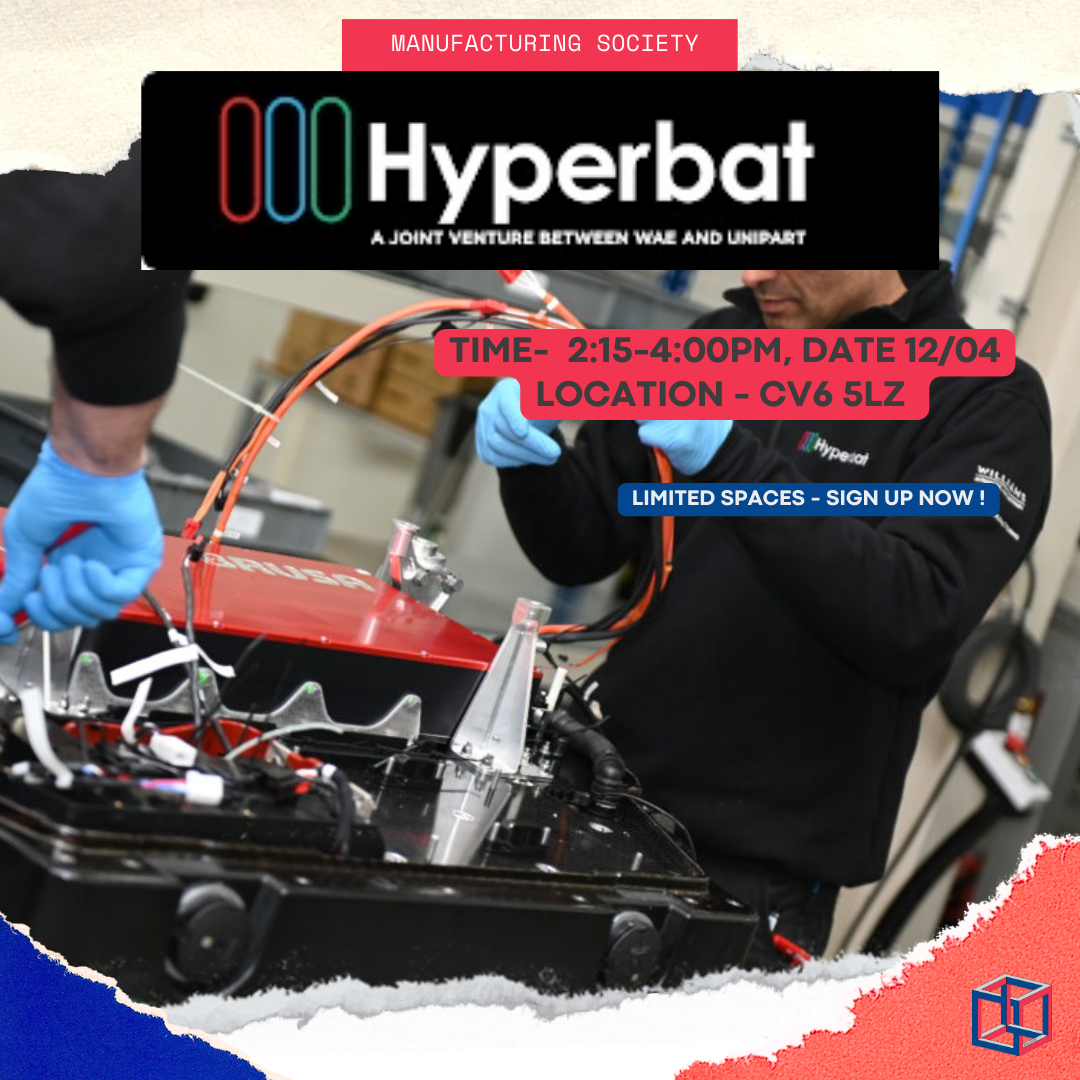 MANUFACTURING SOCIETY
Hyperbat
A JOINT VENTURE BETWEEN WAE AND UNIPART
TIME- 2:15-4:00PM, DATE 12/04
LOCATION - CV6 5LZ
Hyperbat
LIMITED SPACES - SIGN UP NOW !